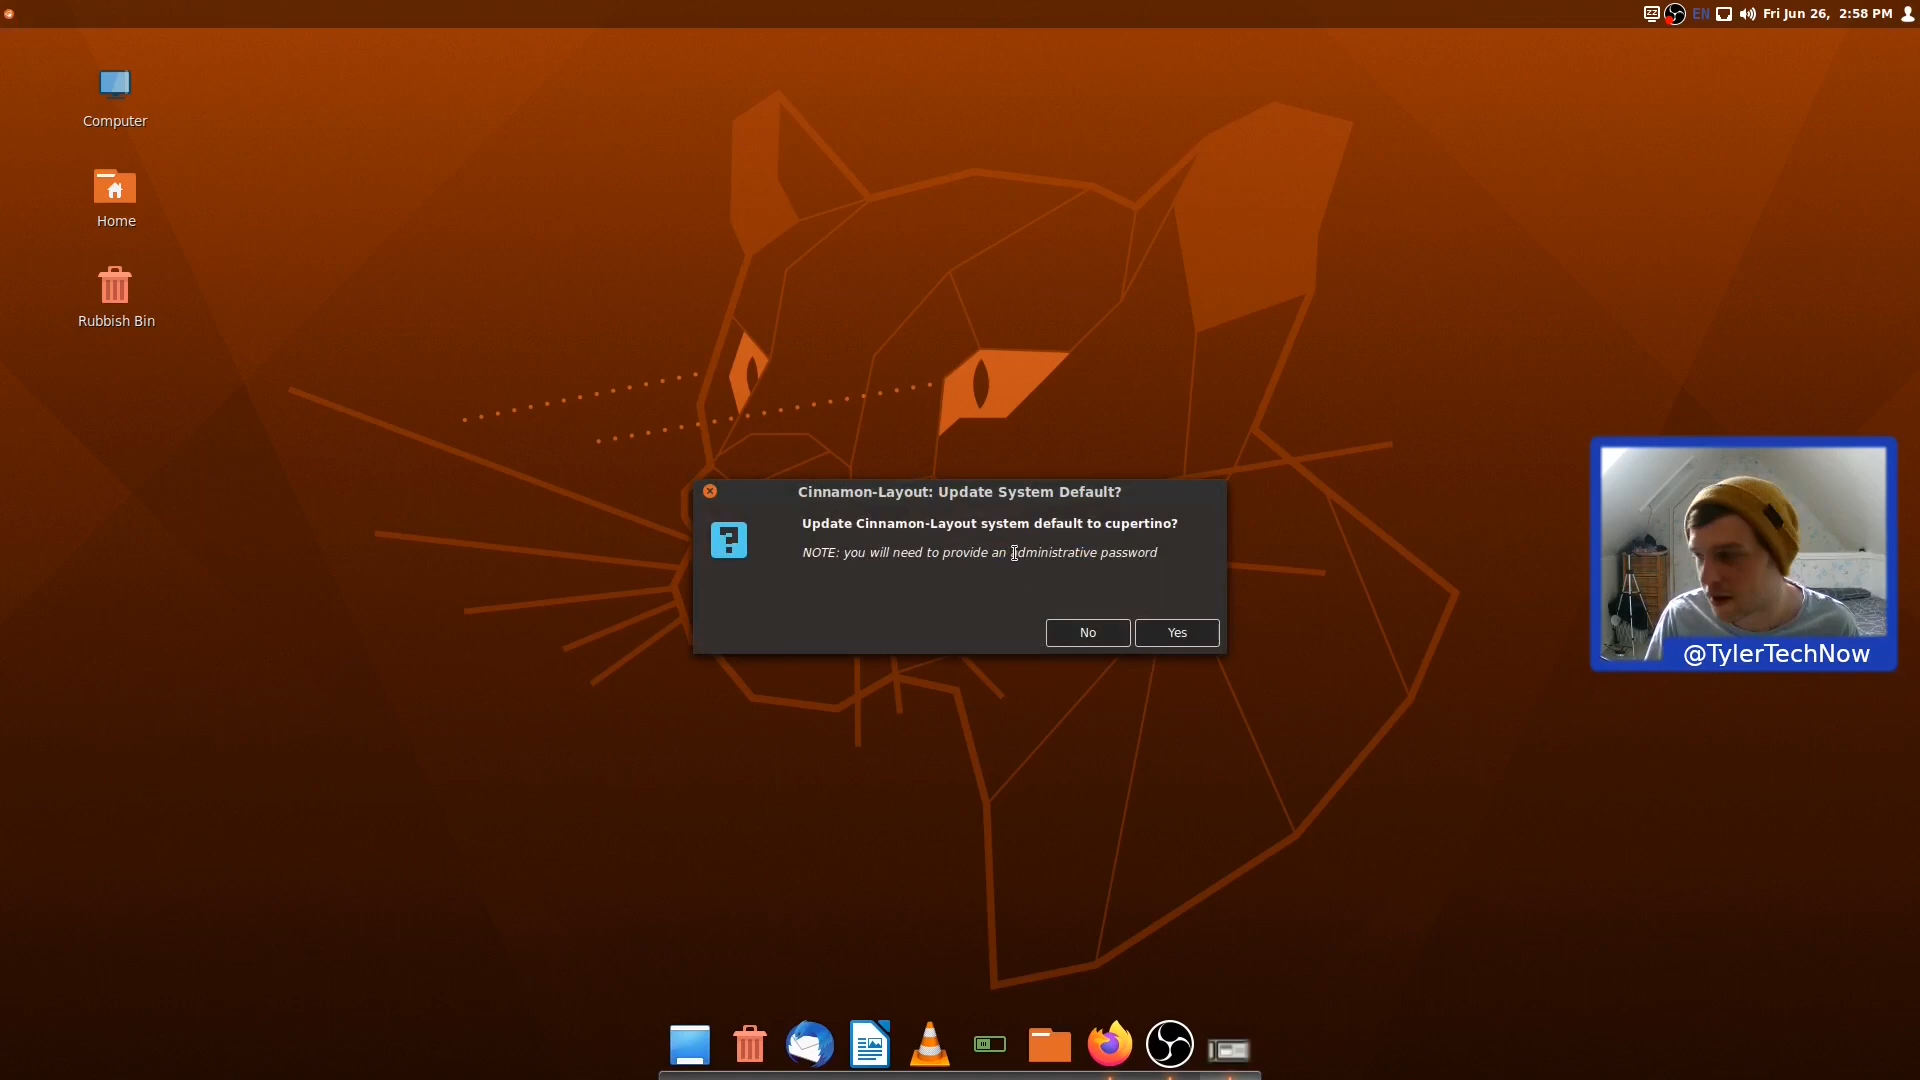 EN
Fri Jun 26, 2:58 PM
Computer
Home
Rubbish Bin
Cinnamon-Layout: Update System Default?
Update Cinnamon-Layout system default to cupertino?
NOTE: you will need to provide an administrative password
No
Yes
@TylerTechNow